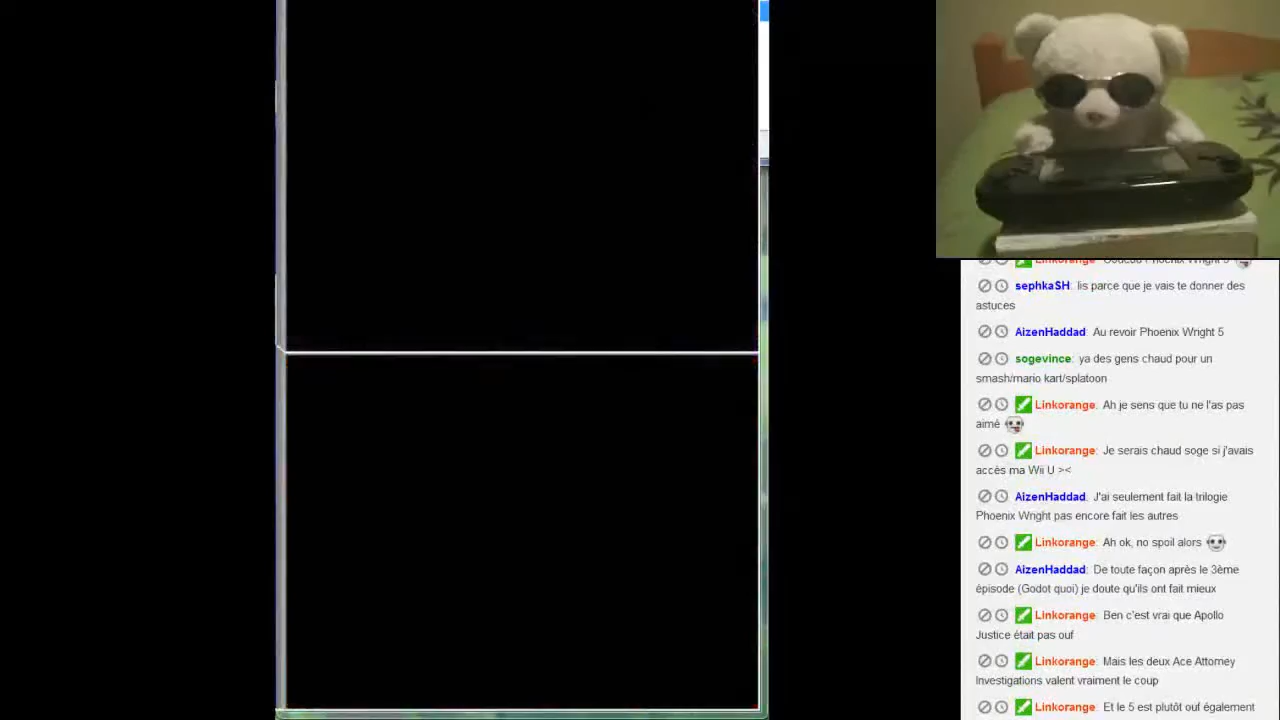 sephkaSH: lis parce que je vais te donner des
astuces
AizenHaddad: Au revoir Phoenix Wright 5
sogevince: ya des gens chaud pour un
smash/mario kart/splatoon
Linkorange: Ah je sens que tu ne l'as pas
aimé
Linkorange: Je serais chaud soge si j'avais
accès ma Wii U ><
AizenHaddad: J'ai seulement fait la trilogie
Phoenix Wright pas encore fait les autres
Linkorange: Ah ok, no spoil alors
AizenHaddad: De toute façon après le 3ème
épisode (Godot quoi) je doute qu'ils ont fait mieux
Linkorange: Ben c'est vrai que Apollo
Justice était pas ouf
Linkorange: Mais les deux Ace Attorney
Investigations valent vraiment le coup
Linkorange: Et le 5 est plutôt ouf également